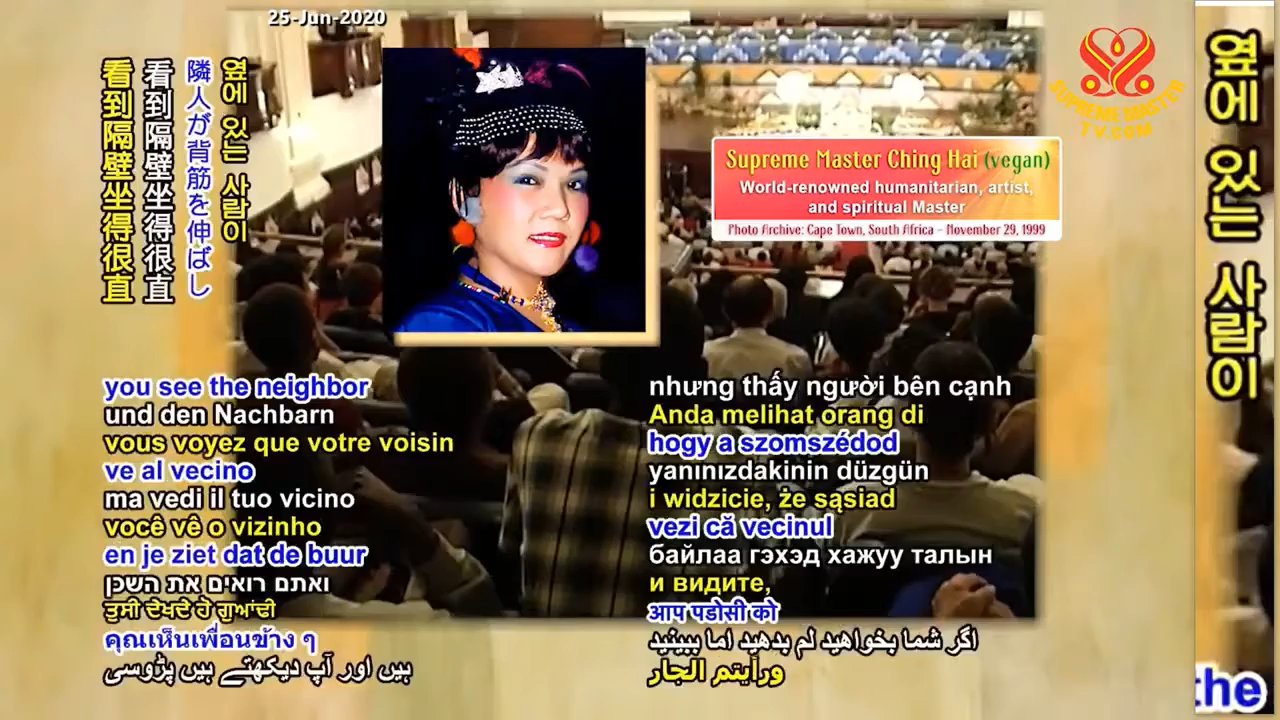 25-Jun-2020
SUPREME MASTER
TV.COM
Supreme Master Ching Hai (vegan)
World-renowned humanitarian, artist,
and spiritual Master
Photo Archive: Cape Town, South Africa – November 29, 1999
옆에 있는 사람이
隣人が背筋を伸ばし
看到隔壁坐得很直
看到隔壁坐得很直
you see the neighbor
und den Nachbarn
vous voyez que votre voisin
ve al vecino
ma vedi il tuo vicino
você vê o vizinho
en je ziet dat de buur
ואתם רואים את השכן
ਤੁਸੀ ਦੇਖਦੇ ਹੋ ਗੁਆਂਢੀ
คุณเห็นเพื่อนข้าง ๆ
ہیں اور آپ دیکھتے ہیں پڑوسی
nhưng thấy người bên cạnh
Anda melihat orang di
hogy a szomszédod
yanınızdakinin düzgün
i widzicie, że sąsiad
vezi că vecinul
байлаа гэхэд хажуу талын
и видите,
आप पडोसी को
اگر شما بخواهید لم بدهید اما ببینید
ورأيتم الجار
옆에 있는 사람이
the